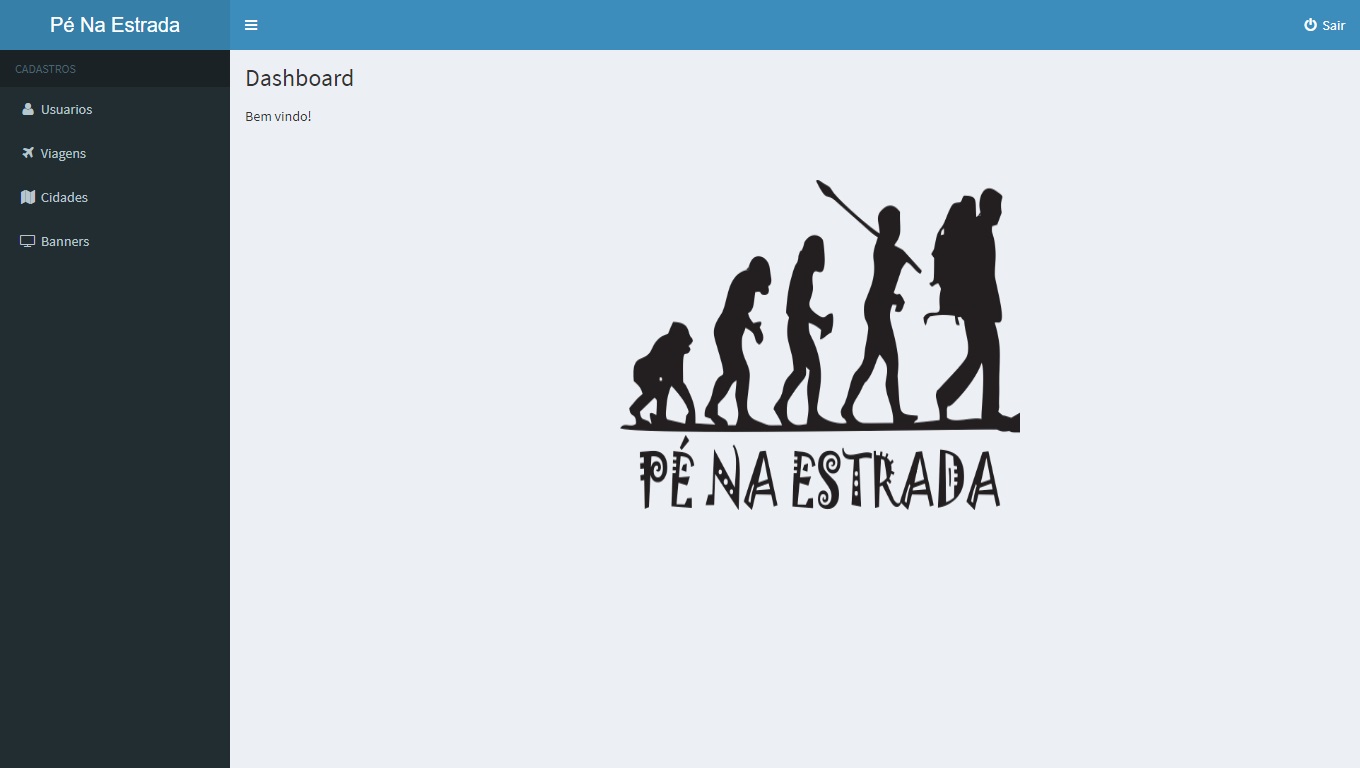 Pé Na Estrada
Sair
CADASTROS
Usuarios
Viagens
Cidades
Banners
Dashboard
Bem vindo!
PÉ NA ESTRADA